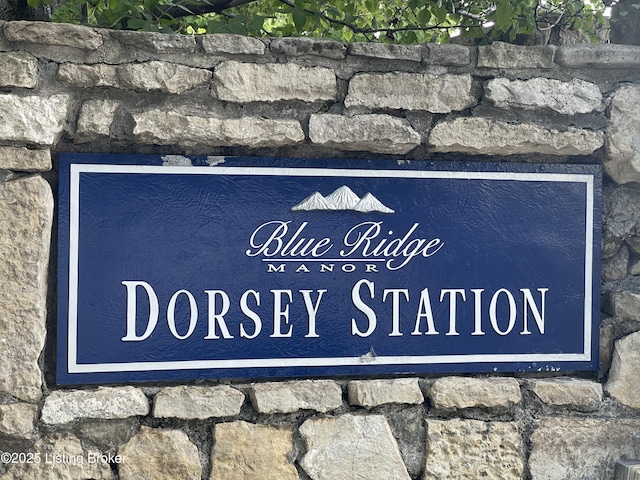 Blue Ridge
MANOR
DORSEY STATION
©2025 Listing Broker